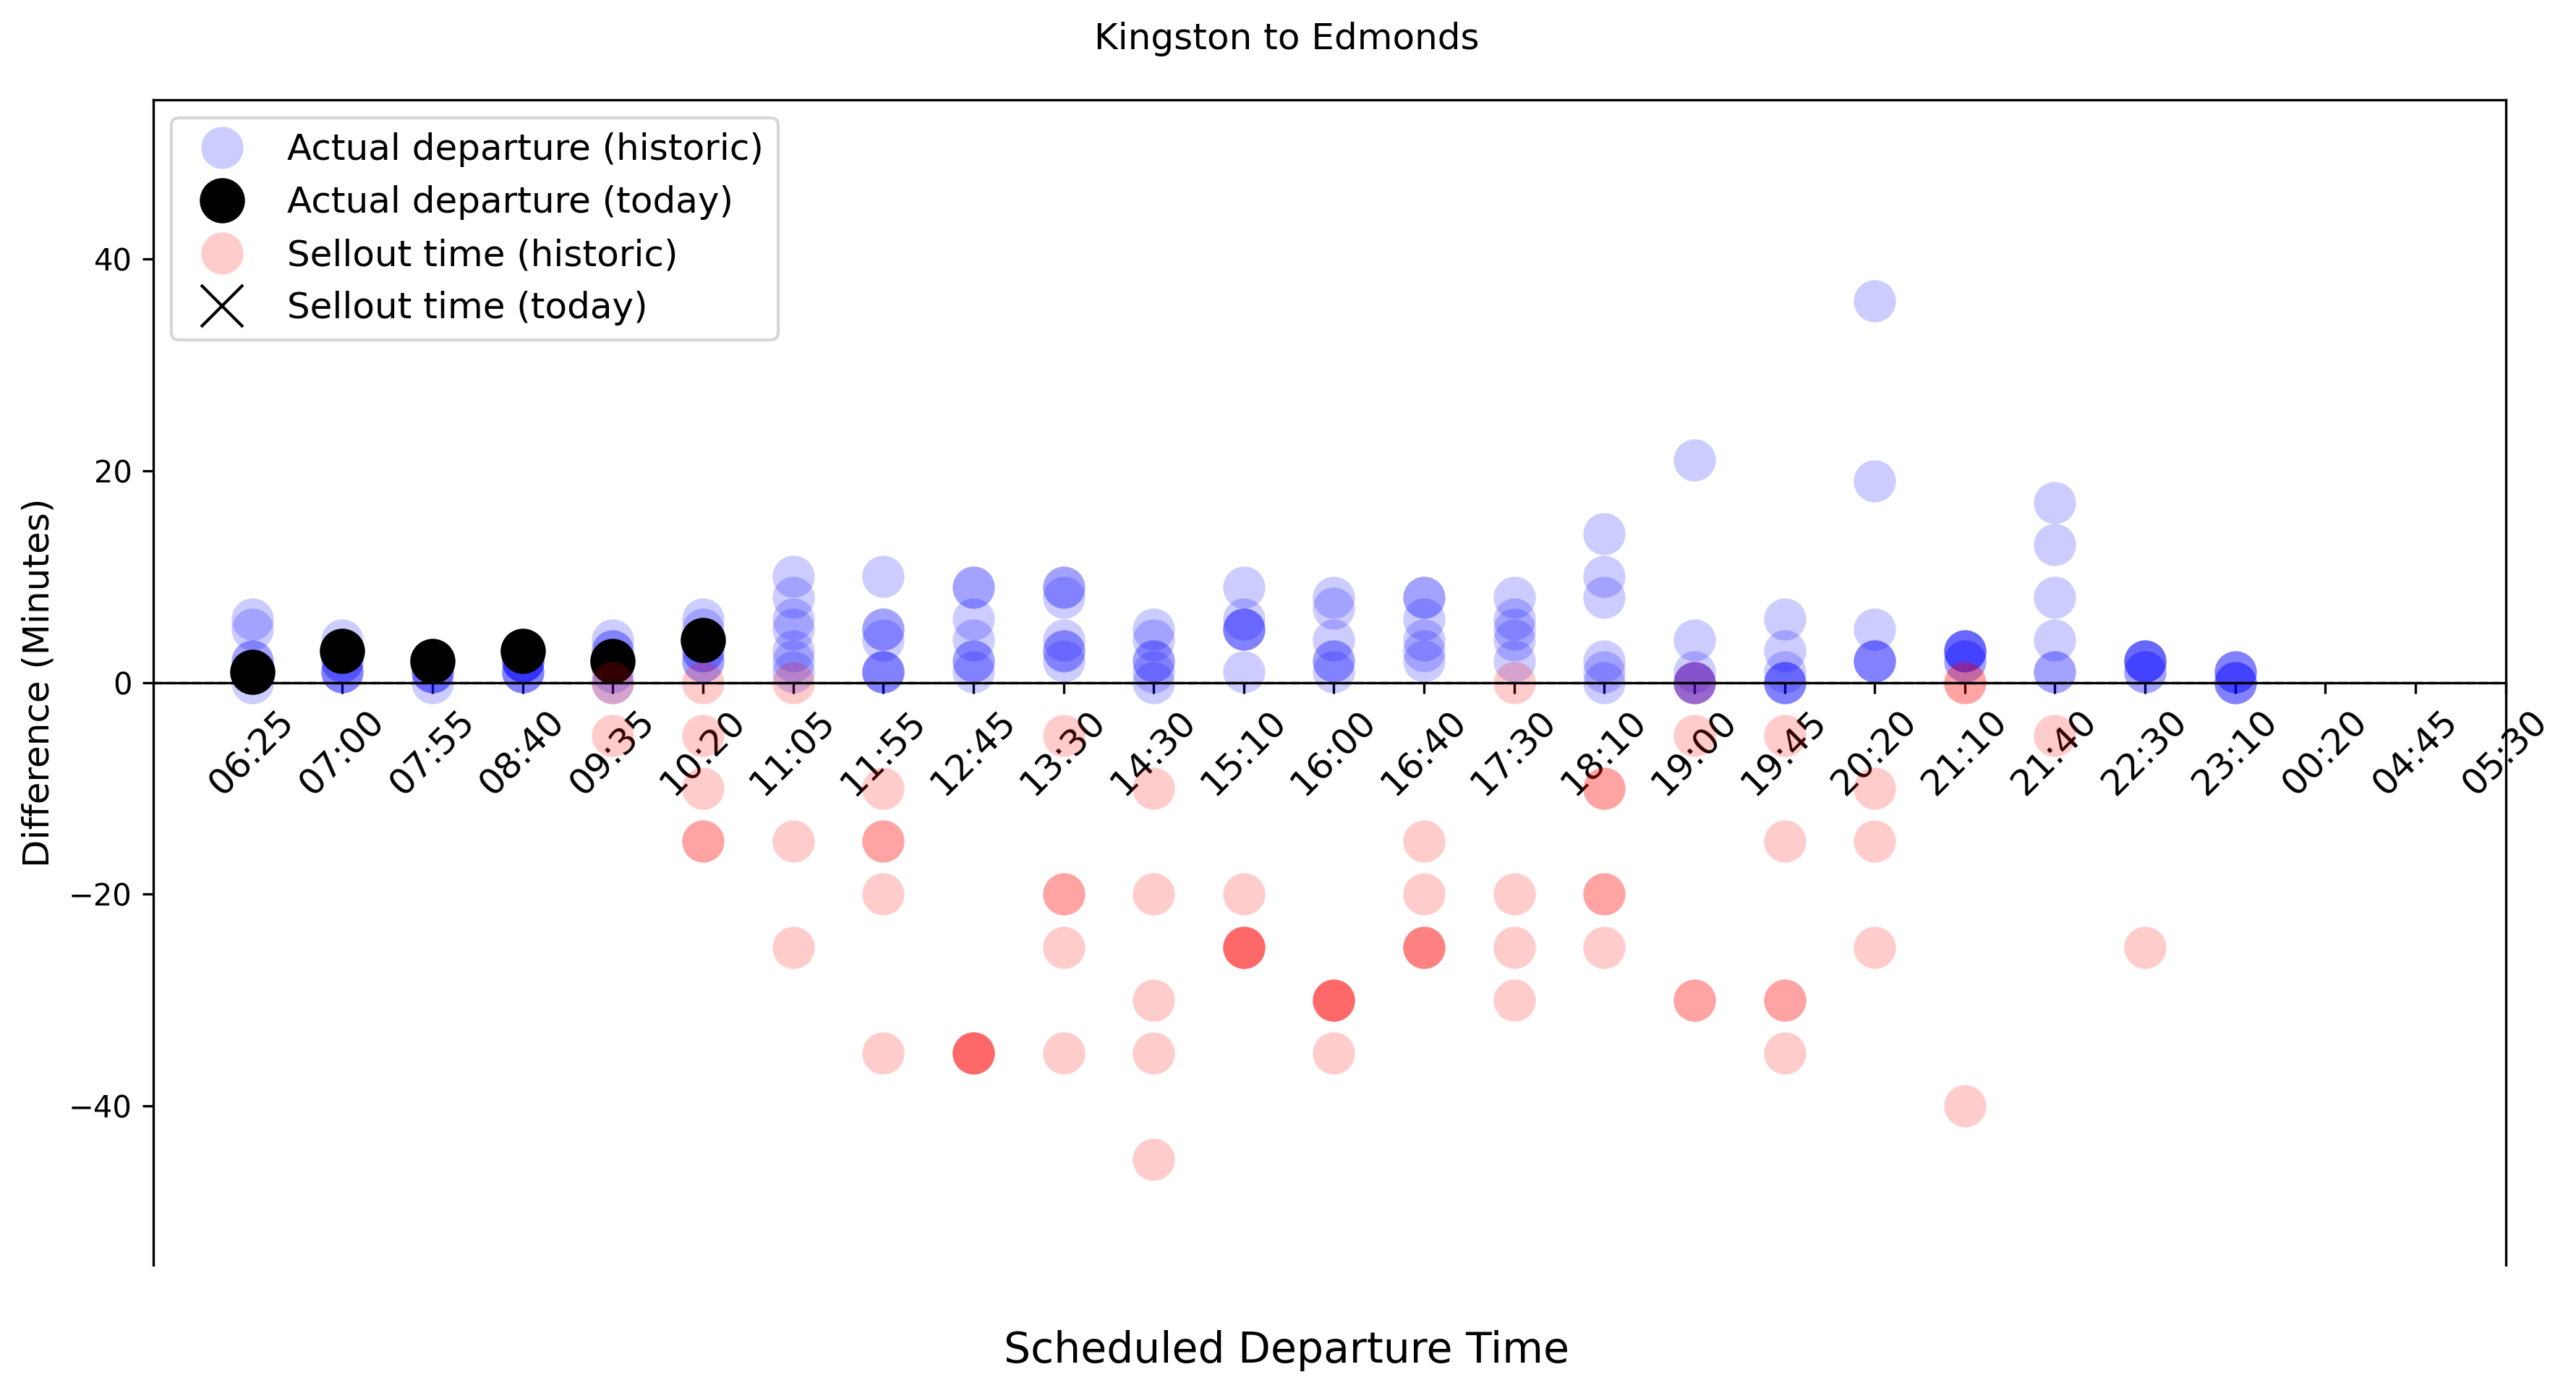 Kingston to Edmonds
Actual departure (historic)
Actual departure (today)
Sellout time (historic)
Sellout time (today)
Difference (Minutes)
40
20
0
−20
−40
06:25 07:00 07:55 08:40 09:35 10:20 11:05 11:55 12:45 13:30 14:30 15:10 16:00 16:40 17:30 18:10 19:00 19:45 20:20 21:10 21:40 22:30 23:10 00:20 04:45 05:30
Scheduled Departure Time